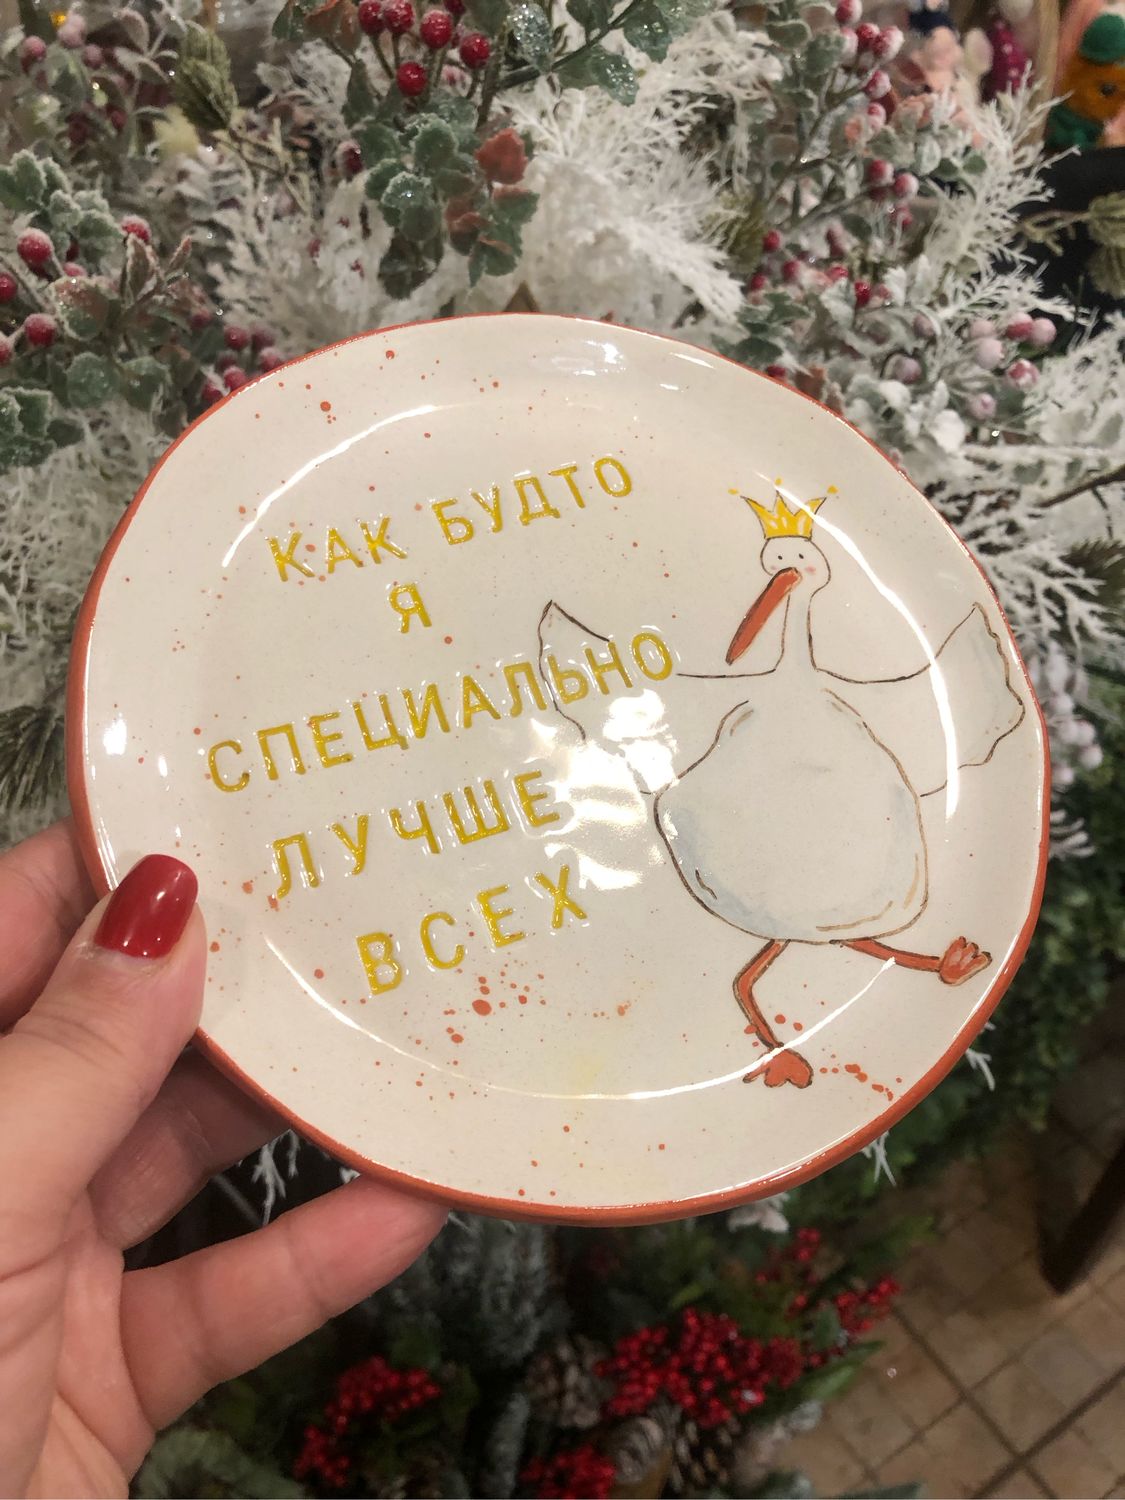 КАК БУДТО
Я
СПЕЦИАЛЬНО
ЛУЧШЕ
ВСЕХ